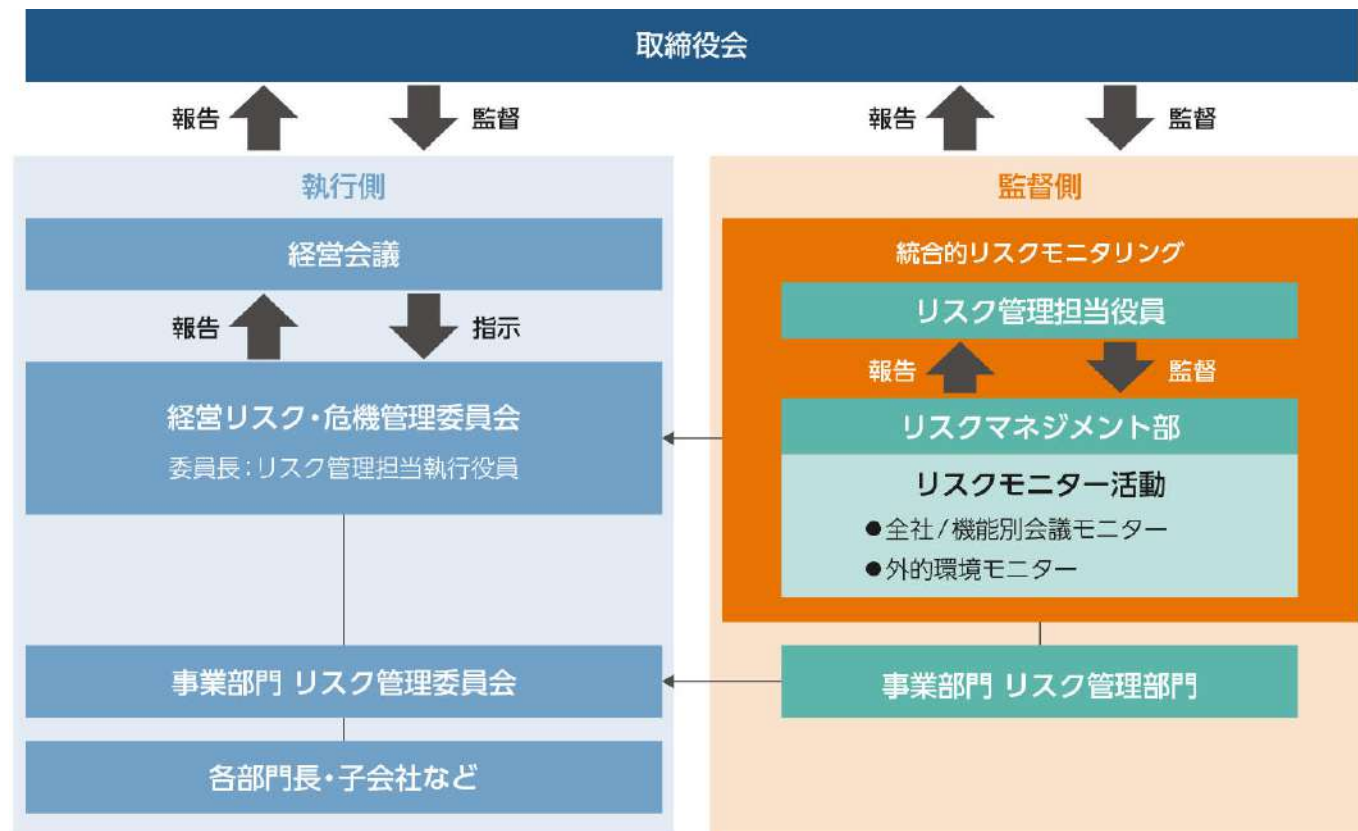 取締役会
報告
監督
報告
監督
執行側
経営会議
報告
指示
経営リスク・危機管理委員会
委員長：リスク管理担当執行役員
事業部門 リスク管理委員会
各部門長・子会社など
監督側
統合的リスクモニタリング
リスク管理担当役員
報告
監督
リスクマネジメント部
リスクモニター活動
●全社/機能別会議モニター
●外的環境モニター
事業部門 リスク管理部門